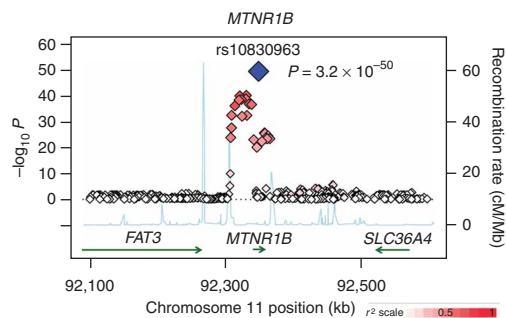 MTNR1B
rs10830963
P = 3.2 × 10⁻⁵⁰
60
50
40
30
20
10
0
–log₁₀ P
60
40
20
0
Recombination rate (cM/Mb)
FAT3 MTNR1B SLC36A4
92,100 92,300 92,500
Chromosome 11 position (kb)
r² scale 0.5 1